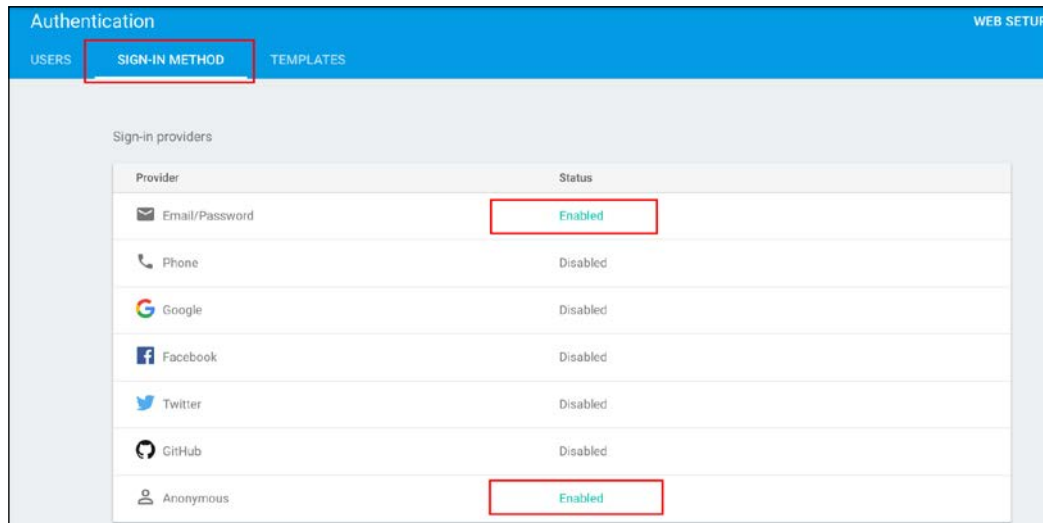 Authentication
WEB SETUP
USERS SIGN-IN METHOD TEMPLATES
Sign-in providers
Provider Status
Email/Password Enabled
Phone Disabled
Google Disabled
Facebook Disabled
Twitter Disabled
GitHub Disabled
Anonymous Enabled